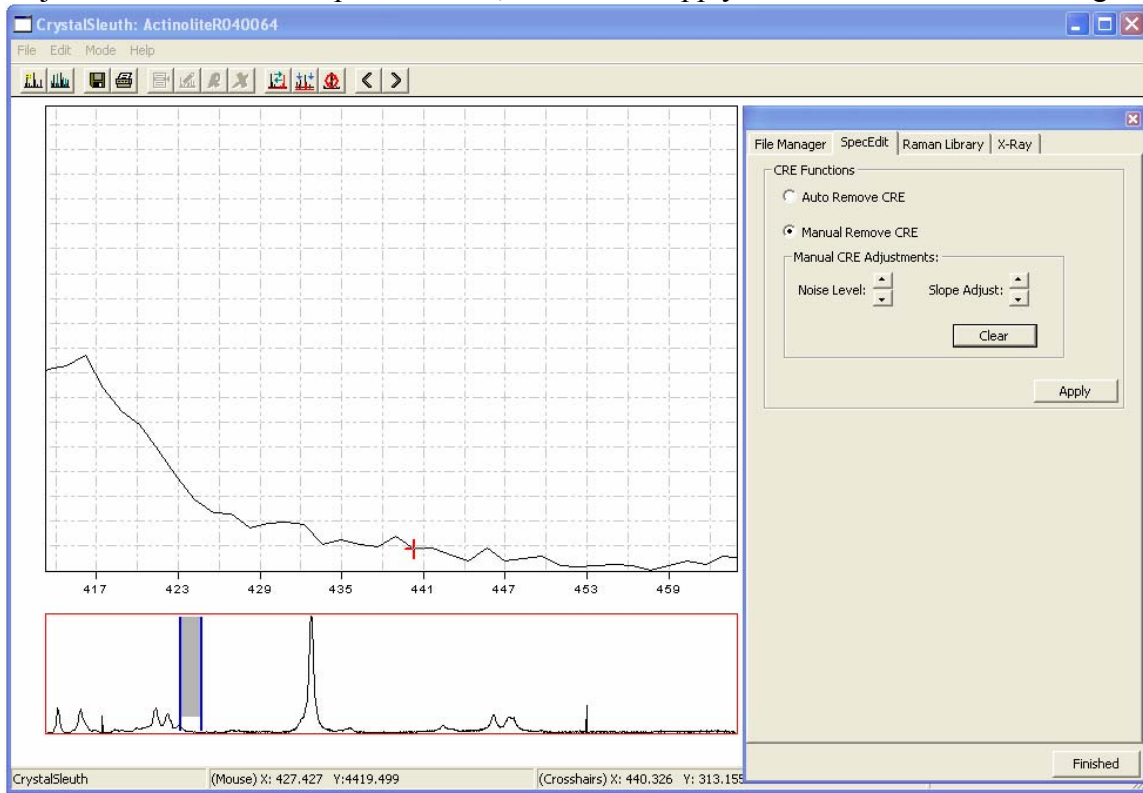 CrystalSleuth: ActinoliteR040064
File Edit Mode Help
File Manager SpecEdit Raman Library X-Ray
CRE Functions
Auto Remove CRE
Manual Remove CRE
Manual CRE Adjustments:
Noise Level: Slope Adjust:
Clear
Apply
417 423 429 435 441 447 453 459
Finished
CrystalSleuth (Mouse) X: 427.427 Y:4419.499 (Crosshairs) X: 440.326 Y: 313.155